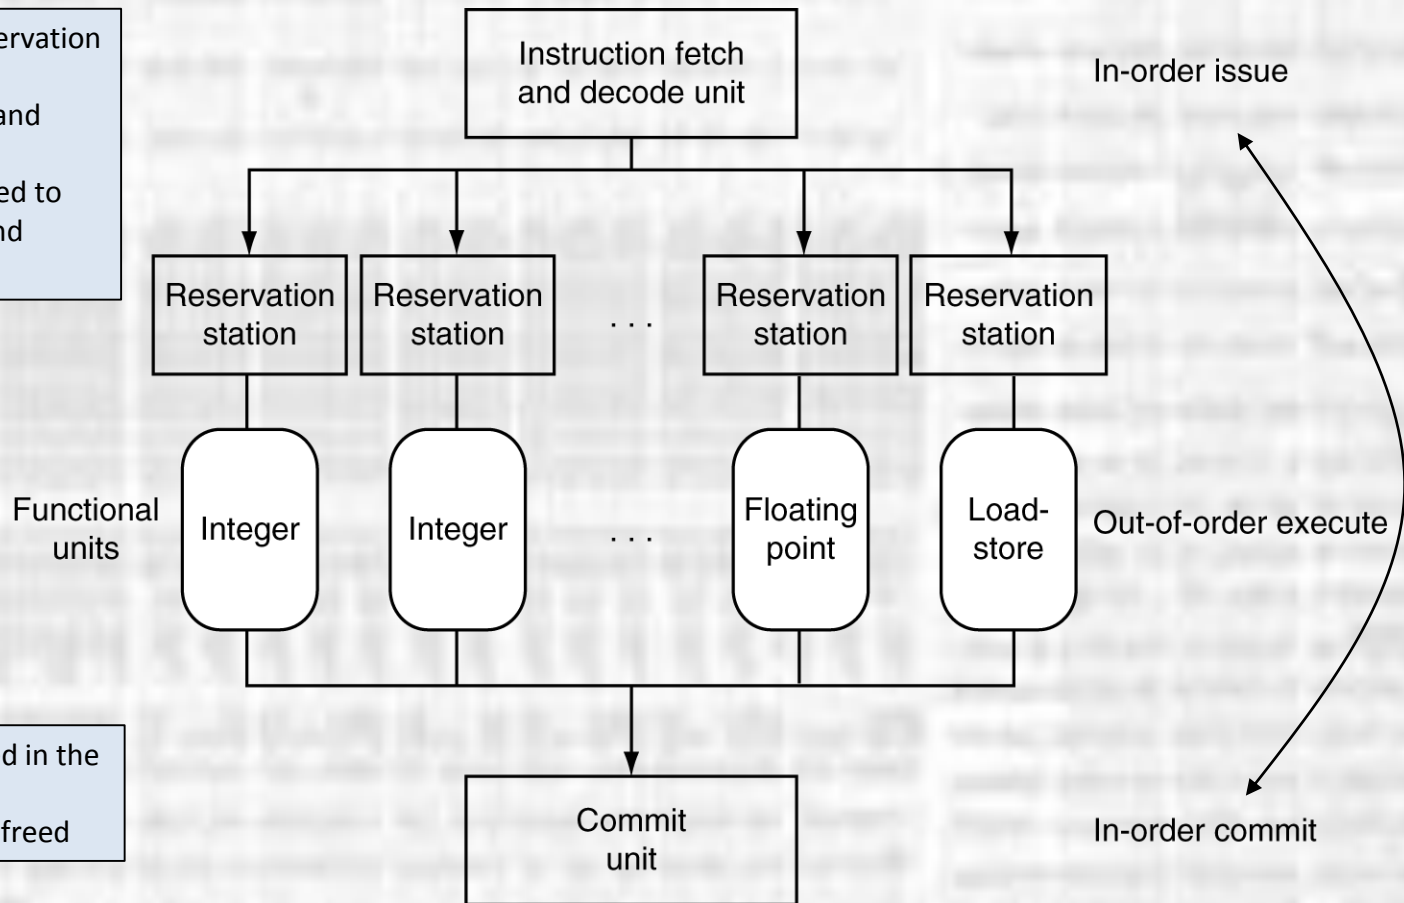 ervation
and
ed to
nd
Instruction fetch
and decode unit
In-order issue
Reservation
station
Reservation
station
. . .
Reservation
station
Reservation
station
Functional
units
Integer
Integer
. . .
Floating
point
Load-
store
Out-of-order execute
d in the
freed
Commit
unit
In-order commit